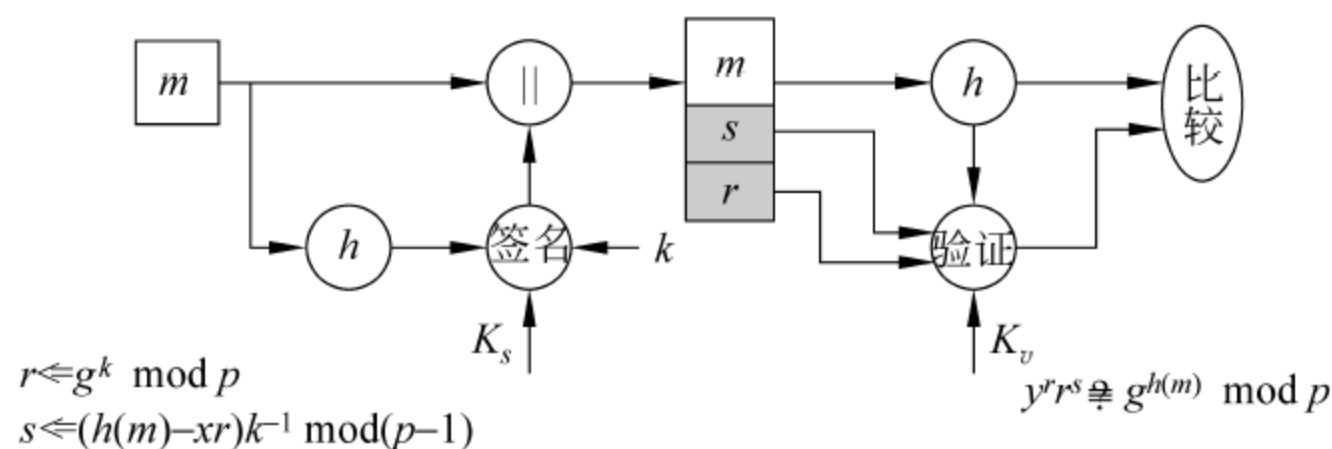 m
||
m
s
r
h
比较
h
签名
k
验证
K_s
K_v
r⇐g^k mod p
s⇐(h(m)–xr)k^{–1} mod(p–1)
y^r r^s ≟ g^{h(m)} mod p